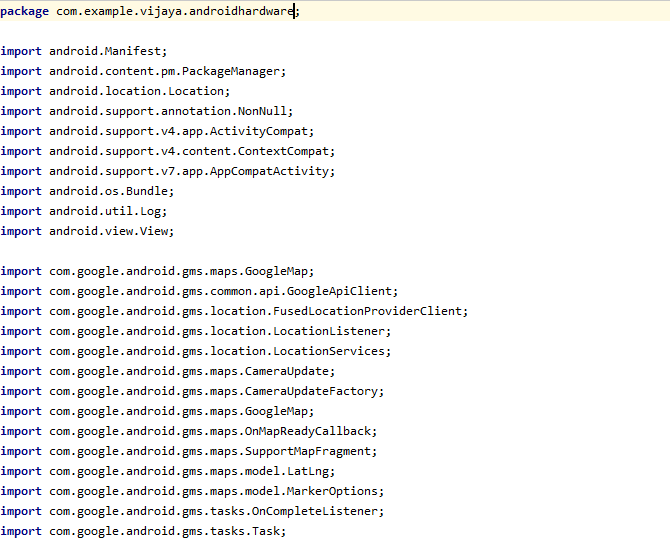 package com.example.vijaya.androidhardware;
import android.Manifest;
import android.content.pm.PackageManager;
import android.location.Location;
import android.support.annotation.NonNull;
import android.support.v4.app.ActivityCompat;
import android.support.v4.content.ContextCompat;
import android.support.v7.app.AppCompatActivity;
import android.os.Bundle;
import android.util.Log;
import android.view.View;
import com.google.android.gms.maps.GoogleMap;
import com.google.android.gms.common.api.GoogleApiClient;
import com.google.android.gms.location.FusedLocationProviderClient;
import com.google.android.gms.location.LocationListener;
import com.google.android.gms.location.LocationServices;
import com.google.android.gms.maps.CameraUpdate;
import com.google.android.gms.maps.CameraUpdateFactory;
import com.google.android.gms.maps.GoogleMap;
import com.google.android.gms.maps.OnMapReadyCallback;
import com.google.android.gms.maps.SupportMapFragment;
import com.google.android.gms.maps.model.LatLng;
import com.google.android.gms.maps.model.MarkerOptions;
import com.google.android.gms.tasks.OnCompleteListener;
import com.google.android.gms.tasks.Task;